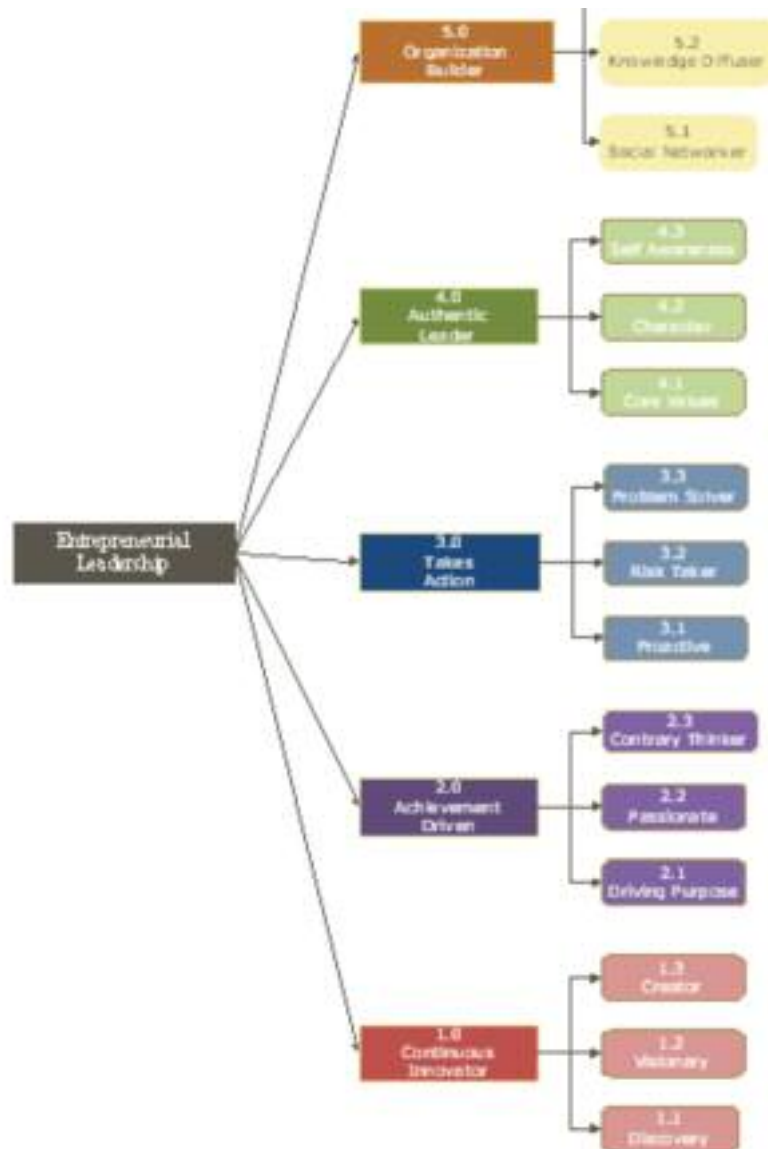 5.0
Organization
Builder
5.2
Knowledge Diffuser
5.1
Social Networker
4.3
Self Awareness
4.0
Authentic
Leader
4.2
Character
4.1
Core Values
3.3
Problem Solver
Entrepreneurial
Leadership
3.0
Takes
Action
3.2
Risk Taker
3.1
Proactive
2.3
Contrary Thinker
2.0
Achievement
Driven
2.2
Passionate
2.1
Driving Purpose
1.3
Creator
1.0
Continuous
Innovator
1.2
Visionary
1.1
Discovery